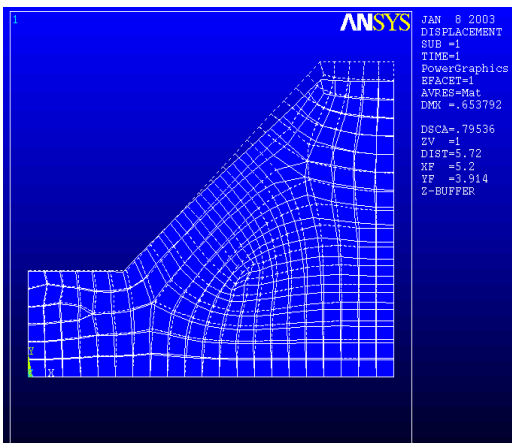 1
ANSYS
JAN 8 2003
DISPLACEMENT
SUB =1
TIME=1
PowerGraphics
EFACET=1
AVRES=Mat
DMX =.653792
DSCA=.79536
ZV =1
DIST=5.72
XF =5.2
YF =3.914
Z-BUFFER
Y
X